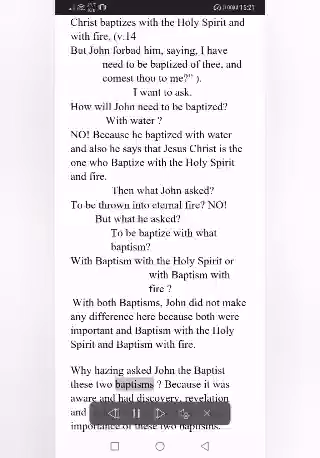 15:21
Christ baptizes with the Holy Spirit and
with fire. (v.14
But John forbad him, saying, I have
need to be baptized of thee, and
comest thou to me?" ).
I want to ask.
How will John need to be baptized?
With water ?
NO! Because he baptized with water
and also he says that Jesus Christ is the
one who Baptize with the Holy Spirit
and fire.
Then what John asked?
To be thrown into eternal fire? NO!
But what he asked?
To be baptize with what
baptism?
With Baptism with the Holy Spirit or
with Baptism with
fire ?
With both Baptisms, John did not make
any difference here because both were
important and Baptism with the Holy
Spirit and Baptism with fire.
Why hazing asked John the Baptist
these two baptisms ? Because it was
aware and had discovery, revelation
and
importance of these two baptisms.